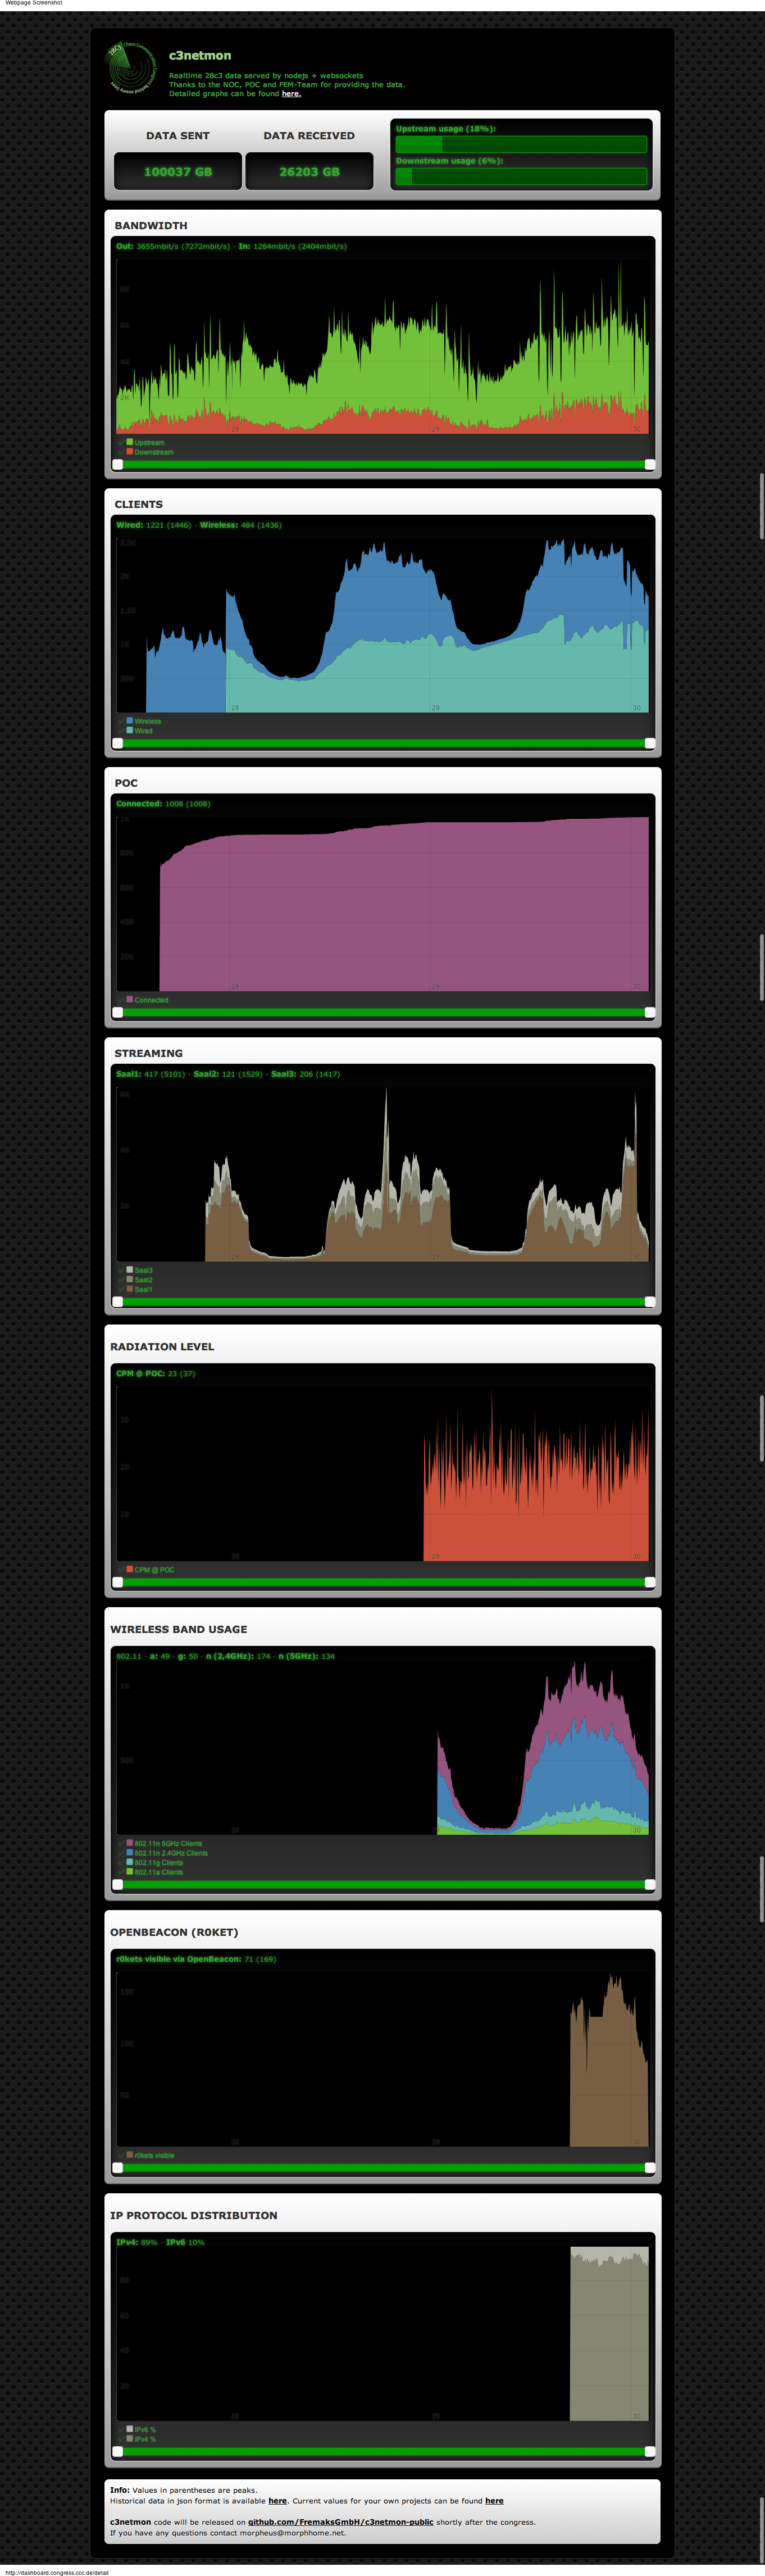 Webpage Screenshot
28C3
c3netmon
Realtime 28c3 data served by nodejs + websockets
Thanks to the NOC, POC and FEM-Team for providing the data.
Detailed graphs can be found here.
DATA SENT
DATA RECEIVED
100037 GB
26203 GB
Upstream usage (18%):
Downstream usage (6%):
BANDWIDTH
Out: 3655mbit/s (7272mbit/s) · In: 1264mbit/s (2404mbit/s)
8K
6K
4K
2K
28
29
30
Upstream
Downstream
CLIENTS
Wired: 1221 (1446) · Wireless: 484 (1436)
2.5K
2K
1.5K
1K
500
28
29
30
Wireless
Wired
POC
Connected: 1008 (1008)
1K
800
600
400
200
28
29
30
Connected
STREAMING
Saal1: 417 (5101) · Saal2: 121 (1529) · Saal3: 206 (1417)
6K
4K
2K
28
29
30
Saal3
Saal2
Saal1
RADIATION LEVEL
CPM @ POC: 23 (37)
30
20
10
28
29
30
CPM @ POC
WIRELESS BAND USAGE
802.11 · a: 49 · g: 50 · n (2,4GHz): 174 · n (5GHz): 134
1K
500
28
29
30
802.11n 5GHz Clients
802.11n 2.4GHz Clients
802.11g Clients
802.11a Clients
OPENBEACON (R0KET)
r0kets visible via OpenBeacon: 71 (169)
150
100
50
28
29
30
r0kets visible
IP PROTOCOL DISTRIBUTION
IPv4: 89% · IPv6 10%
80
60
40
20
28
29
30
IPv6 %
IPv4 %
Info: Values in parentheses are peaks.
Historical data in json format is available here. Current values for your own projects can be found here
c3netmon code will be released on github.com/FremaksGmbH/c3netmon-public shortly after the congress.
If you have any questions contact morpheus@morphhome.net.
http://dashboard.congress.ccc.de/detail